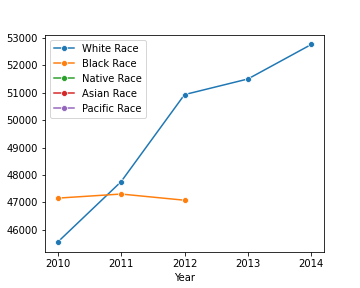 53000
52000
51000
50000
49000
48000
47000
46000
White Race
Black Race
Native Race
Asian Race
Pacific Race
2010 2011 2012 2013 2014
Year